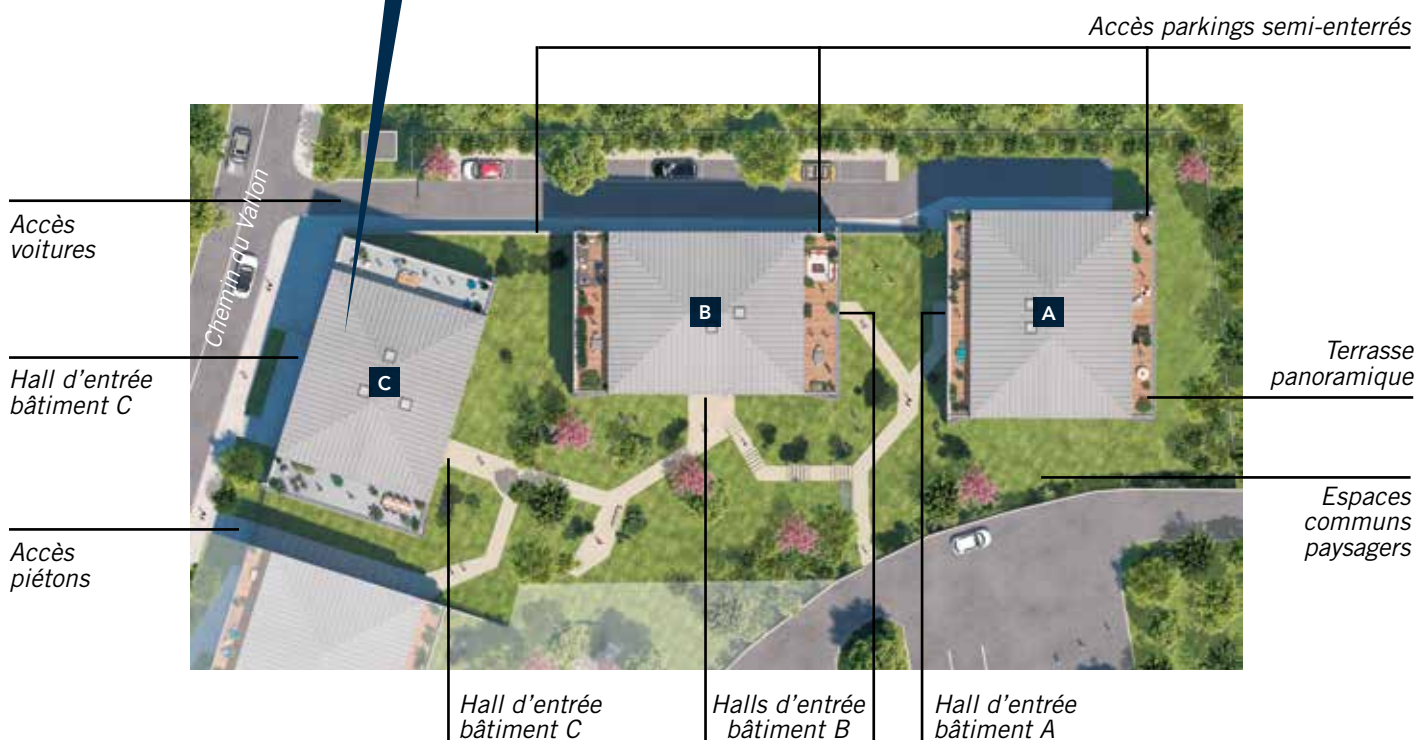 Accès parkings semi-enterrés
Accès
voitures
Chemin du Vallon
B
A
C
Hall d'entrée
bâtiment C
Terrasse
panoramique
Espaces
communs
paysagers
Accès
piétons
Hall d'entrée
bâtiment C
Halls d'entrée
bâtiment B
Hall d'entrée
bâtiment A